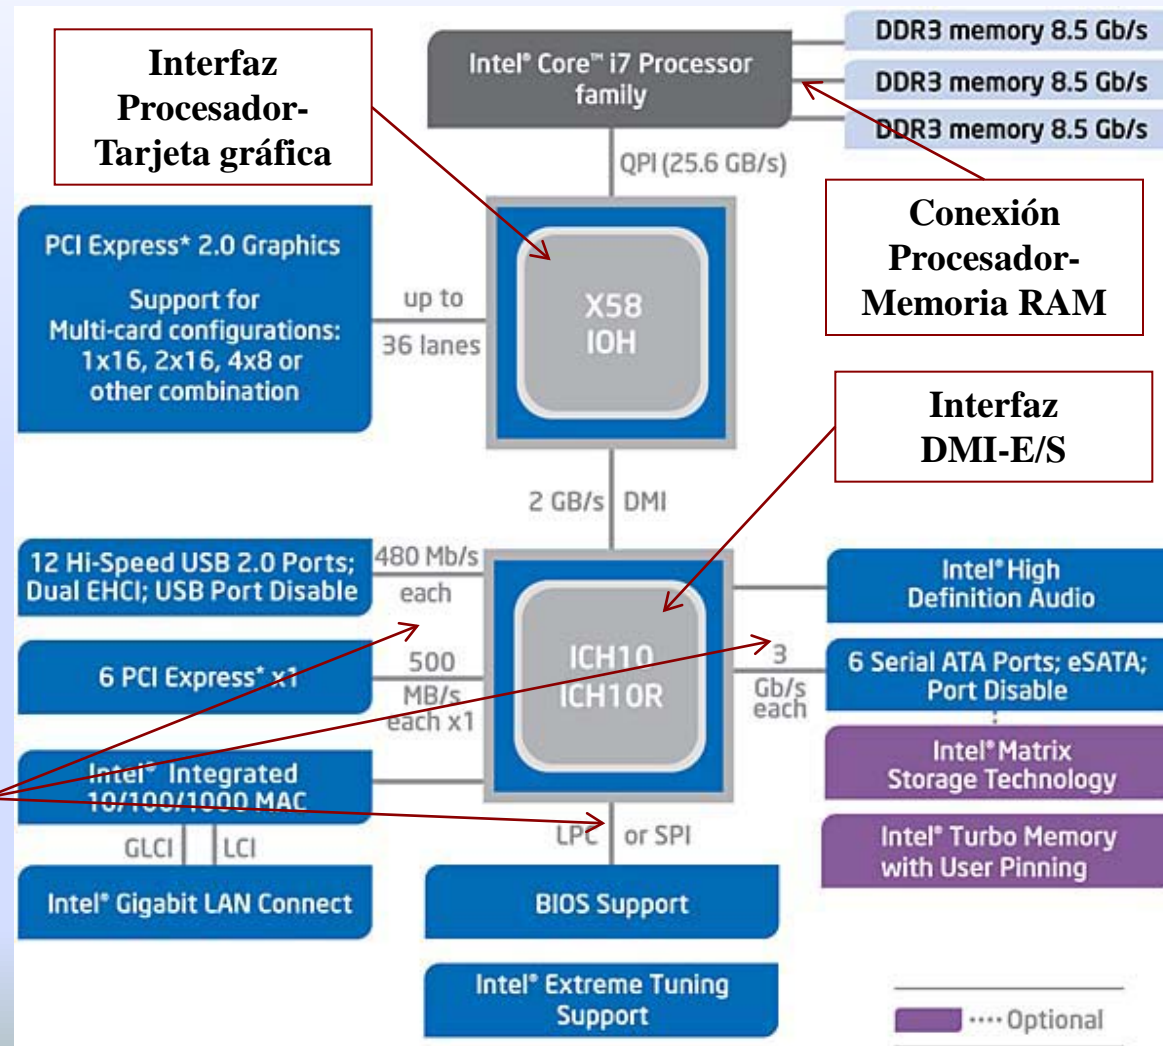 Interfaz
Procesador-
Tarjeta gráfica
Intel® Core™ i7 Processor
family
DDR3 memory 8.5 Gb/s
DDR3 memory 8.5 Gb/s
DDR3 memory 8.5 Gb/s
QPI (25.6 GB/s)
Conexión
Procesador-
Memoria RAM
PCI Express* 2.0 Graphics
Support for
Multi-card configurations:
1x16, 2x16, 4x8 or
other combination
up to
36 lanes
X58
IOH
Interfaz
DMI-E/S
2 GB/s DMI
12 Hi-Speed USB 2.0 Ports;
Dual EHCI; USB Port Disable
480 Mb/s
each
Intel® High
Definition Audio
6 PCI Express* x1
500
MB/s
each x1
ICH10
ICH10R
3
Gb/s
each
6 Serial ATA Ports; eSATA;
Port Disable
Intel® Matrix
Storage Technology
Intel® Integrated
10/100/1000 MAC
GLCI LCI
LPC or SPI
Intel® Turbo Memory
with User Pinning
Intel® Gigabit LAN Connect
BIOS Support
Intel® Extreme Tuning
Support
Optional